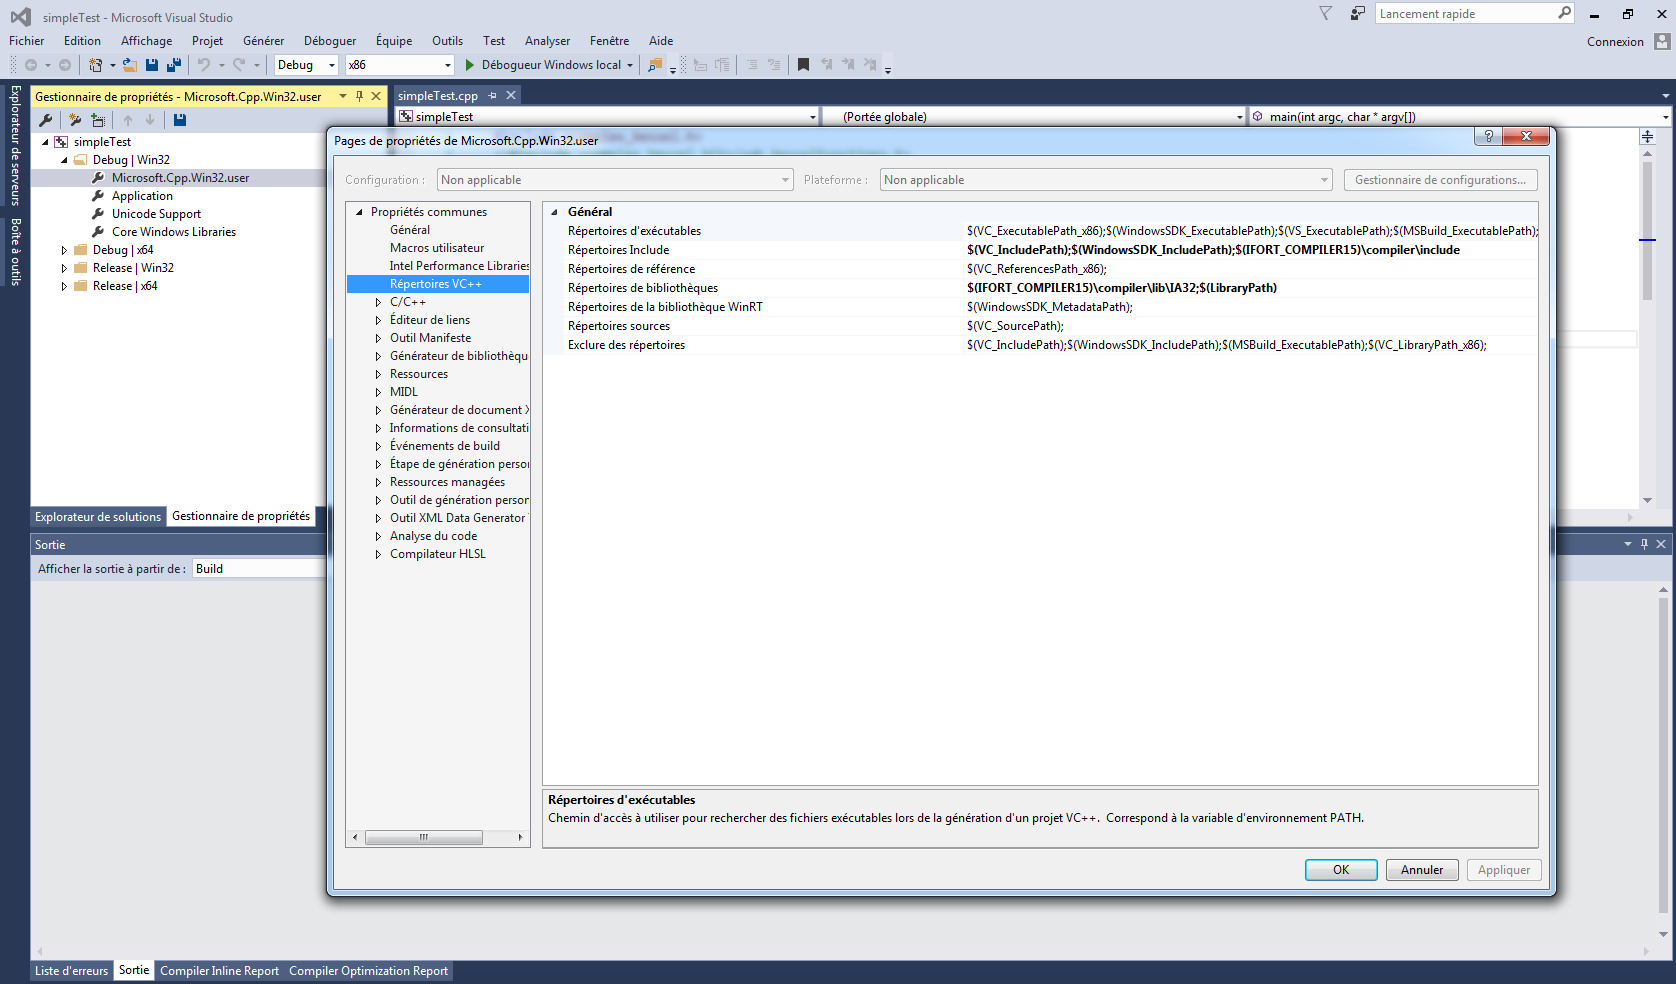 simpleTest - Microsoft Visual Studio
Lancement rapide
Fichier Edition Affichage Projet Générer Déboguer Équipe Outils Test Analyser Fenêtre Aide
Connexion
Debug x86 Débogueur Windows local
Explorateur de serveurs
Boîte à outils
Gestionnaire de propriétés - Microsoft.Cpp.Win32.user
simpleTest
Debug | Win32
Microsoft.Cpp.Win32.user
Application
Unicode Support
Core Windows Libraries
Debug | x64
Release | Win32
Release | x64
Explorateur de solutions Gestionnaire de propriétés
simpleTest.cpp
simpleTest (Portée globale) main(int argc, char * argv[])
Pages de propriétés de Microsoft.Cpp.Win32.user
Configuration : Non applicable Plateforme : Non applicable Gestionnaire de configurations...
Propriétés communes
Général
Macros utilisateur
Intel Performance Libraries
Répertoires VC++
C/C++
Éditeur de liens
Outil Manifeste
Générateur de bibliothèqu
Ressources
MIDL
Générateur de document X
Informations de consultati
Événements de build
Étape de génération person
Ressources managées
Outil de génération person
Outil XML Data Generator
Analyse du code
Compilateur HLSL
Général
Répertoires d'exécutables $(VC_ExecutablePath_x86);$(WindowsSDK_ExecutablePath);$(VS_ExecutablePath);$(MSBuild_ExecutablePath);
Répertoires Include $(VC_IncludePath);$(WindowsSDK_IncludePath);$(IFORT_COMPILER15)\compiler\include
Répertoires de référence $(VC_ReferencesPath_x86);
Répertoires de bibliothèques $(IFORT_COMPILER15)\compiler\lib\IA32;$(LibraryPath)
Répertoires de la bibliothèque WinRT $(WindowsSDK_MetadataPath);
Répertoires sources $(VC_SourcePath);
Exclure des répertoires $(VC_IncludePath);$(WindowsSDK_IncludePath);$(MSBuild_ExecutablePath);$(VC_LibraryPath_x86);
Répertoires d'exécutables
Chemin d'accès à utiliser pour rechercher des fichiers exécutables lors de la génération d'un projet VC++. Correspond à la variable d'environnement PATH.
OK Annuler Appliquer
Sortie
Afficher la sortie à partir de : Build
Liste d'erreurs Sortie Compiler Inline Report Compiler Optimization Report